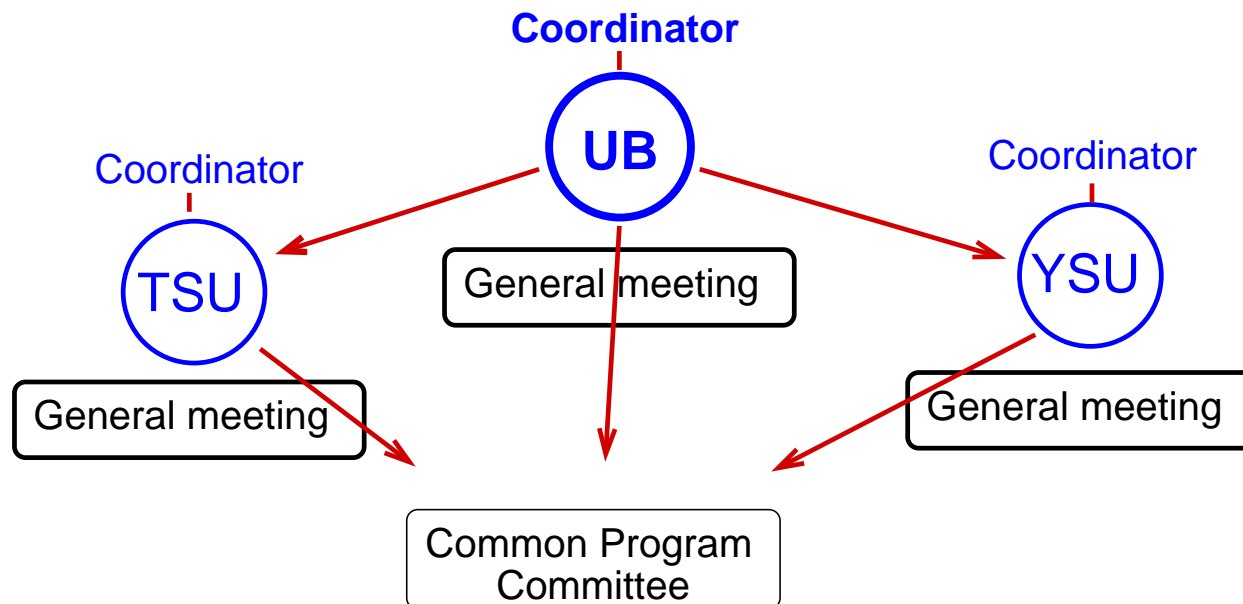 Coordinator
UB
Coordinator
Coordinator
TSU
YSU
General meeting
General meeting
General meeting
Common Program
Committee